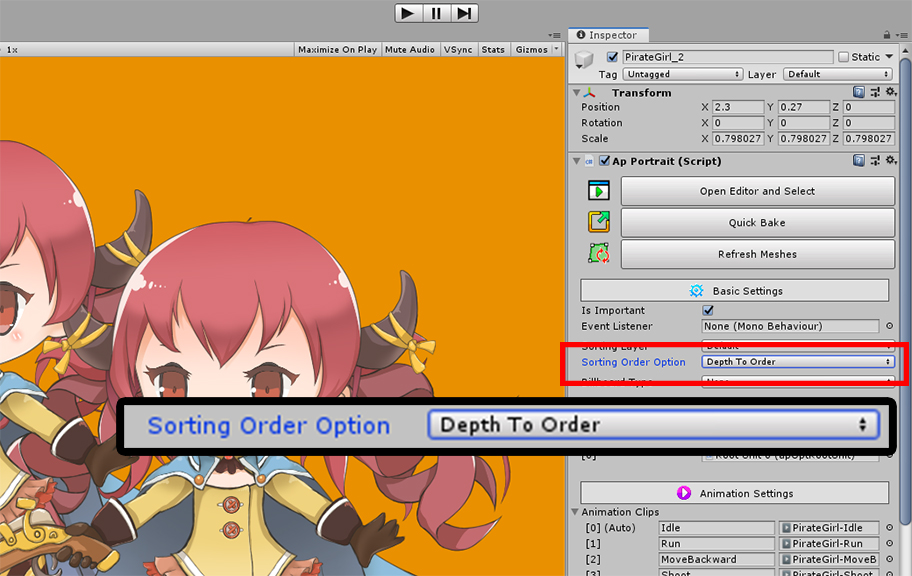 1x
Maximize On Play Mute Audio VSync Stats Gizmos
Inspector
PirateGirl_2 Static
Tag Untagged Layer Default
Transform
Position X 2.3 Y 0.27 Z 0
Rotation X 0 Y 0 Z 0
Scale X 0.798027 Y 0.798027 Z 0.798027
Ap Portrait (Script)
Open Editor and Select
Quick Bake
Refresh Meshes
Basic Settings
Is Important
Event Listener None (Mono Behaviour)
Sorting Layer Default
Sorting Order Option Depth To Order
Billboard Type None
Sorting Order Option Depth To Order
[0] Root Unit 0 (apOptRootUnit)
Animation Settings
Animation Clips
[0] (Auto) Idle PirateGirl-Idle
[1] Run PirateGirl-Run
[2] MoveBackward PirateGirl-MoveB
[3] Shoot PirateGirl-Shoot